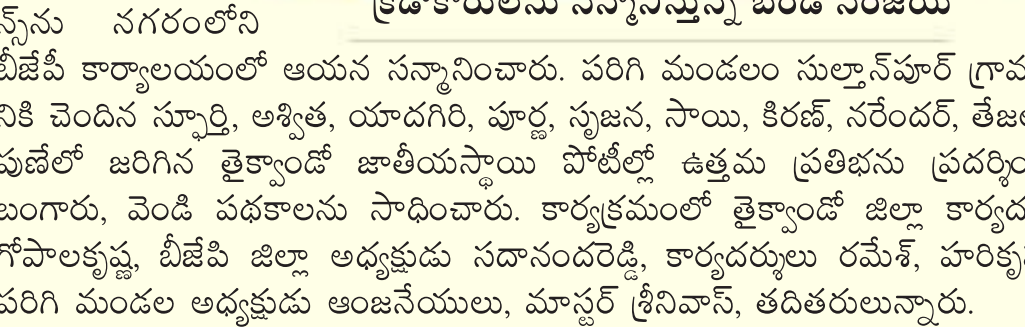 క్రీడాకారులను సన్మానిస్తున్న బండి సంజయ్
న్స్‌ను నగరంలోని
బీజేపీ కార్యాలయంలో ఆయన సన్మానించారు. పరిగి మండలం సుల్తాన్‌పూర్ గ్రామ
నికి చెందిన స్ఫూర్తి, అశ్విత, యాదగిరి, పూర్ణ, సృజన, సాయి, కిరణ్, నరేందర్, తేజ
పుణేలో జరిగిన తైక్వాండో జాతీయస్థాయి పోటీల్లో ఉత్తమ ప్రతిభను ప్రదర్శిం
బంగారు, వెండి పథకాలను సాధించారు. కార్యక్రమంలో తైక్వాండో జిల్లా కార్యద
గోపాలకృష్ణ, బీజేపి జిల్లా అధ్యక్షుడు సదానందరెడ్డి, కార్యదర్శులు రమేశ్, హరికృ
పరిగి మండల అధ్యక్షుడు ఆంజనేయులు, మాస్టర్ శ్రీనివాస్, తదితరులున్నారు.